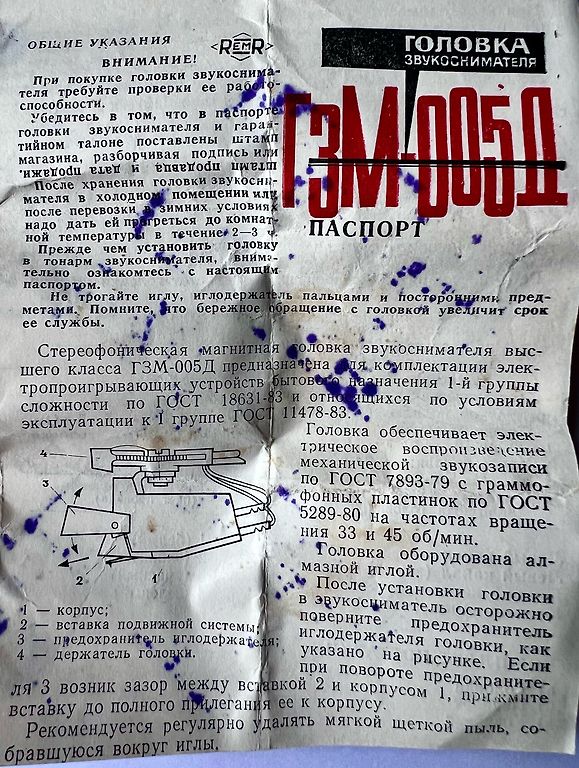 ОБЩИЕ УКАЗАНИЯ
<REMR>
ВНИМАНИЕ!
При покупке головки звукоснима-
теля требуйте проверки ее работо-
способности.
Убедитесь в том, что в паспорте
головки звукоснимателя и гаран-
тийном талоне поставлены штамп
магазина, разборчивая подпись или
штамп продавца и дата продажи.
После хранения головки звукосни-
мателя в холодном помещении или
после перевозки в зимних условиях
надо дать ей прогреться до комнат-
ной температуры в течение 2—3 ч.
Прежде чем установить головку
в тонарм звукоснимателя, внима-
тельно ознакомтесь с настоящим
паспортом.
Не трогайте иглу, иглодержатель пальцами и посторонними пред-
метами. Помните, что бережное обращение с головкой увеличит срок
ее службы.
ГОЛОВКА
ЗВУКОСНИМАТЕЛЯ
ГЗМ-005Д
ПАСПОРТ
Стереофоническая магнитная головка звукоснимателя выс-
шего класса ГЗМ-005Д предназначена для комплектации элек-
тропроигрывающих устройств бытового назначения 1-й группы
сложности по ГОСТ 18631-83 и относящихся по условиям
эксплуатации к I группе ГОСТ 11478-83.
Головка обеспечивает элек-
трическое воспроизведение
механической звукозаписи
по ГОСТ 7893-79 с граммо-
фонных пластинок по ГОСТ
5289-80 на частотах враще-
ния 33 и 45 об/мин.
Головка оборудована ал-
мазной иглой.
После установки головки
в звукосниматель осторожно
поверните предохранитель
иглодержателя головки, как
указано на рисунке. Если
при повороте предохраните-
4
3
2
1
1 — корпус;
2 — вставка подвижной системы;
3 — предохранитель иглодержателя;
4 — держатель головки.
ля 3 возник зазор между вставкой 2 и корпусом 1, прижмите
вставку до полного прилегания ее к корпусу.
Рекомендуется регулярно удалять мягкой щеткой пыль, со-
бравшуюся вокруг иглы.